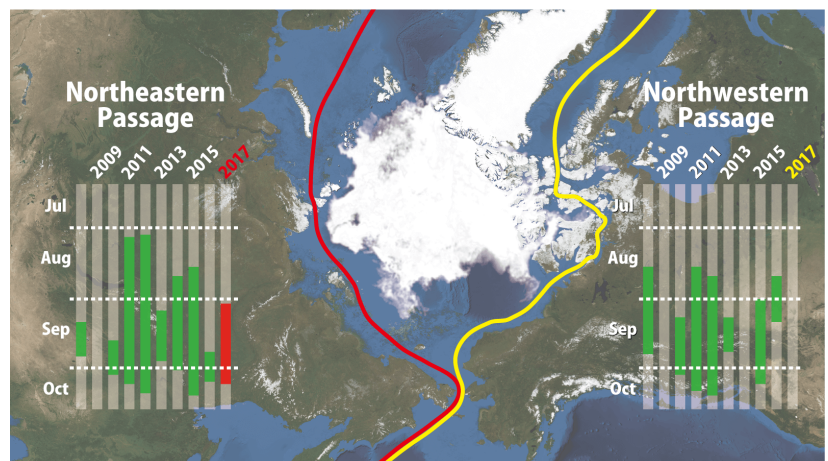 Northeastern
Passage
2009
2011
2013
2015
2017
Jul
Aug
Sep
Oct
Northwestern
Passage
2009
2011
2013
2015
2017
Jul
Aug
Sep
Oct